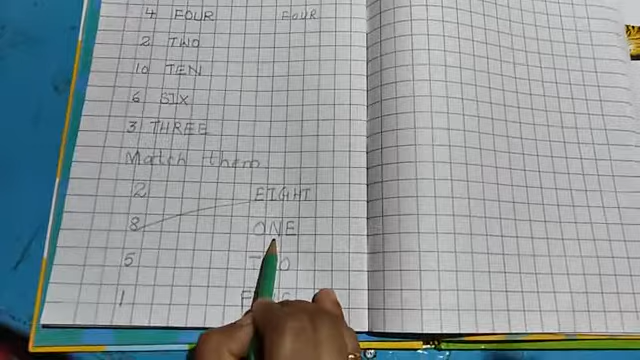 4 FOUR FOUR
2 TWO
10 TEN
6 SIX
3 THREE
Match them
2 EIGHT
8 ONE
5
1